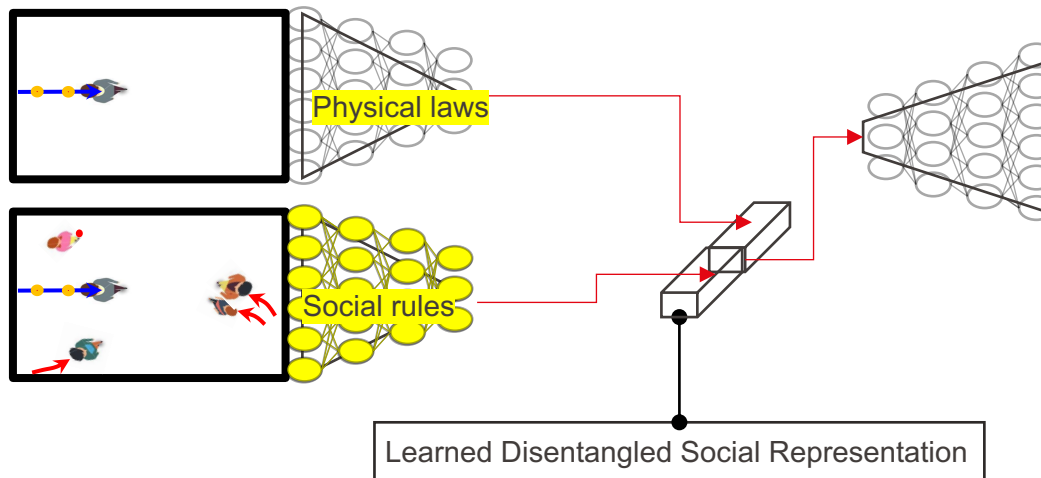 Physical laws
Social rules
Learned Disentangled Social Representation